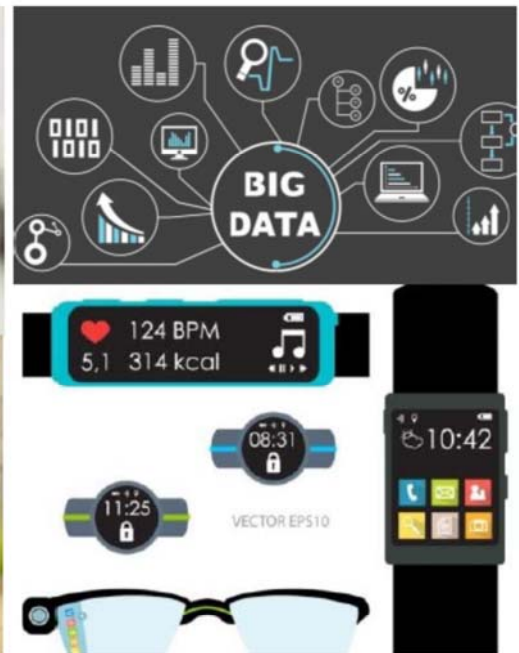 0101
1010
%
BIG
DATA
124 BPM
5,1 314 kcal
08:31
10:42
11:25
VECTOR EPS10